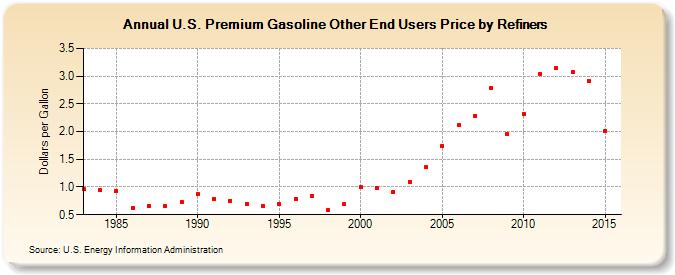 Annual U.S. Premium Gasoline Other End Users Price by Refiners
Dollars per Gallon
3.5
3.0
2.5
2.0
1.5
1.0
0.5
1985 1990 1995 2000 2005 2010 2015
Source: U.S. Energy Information Administration